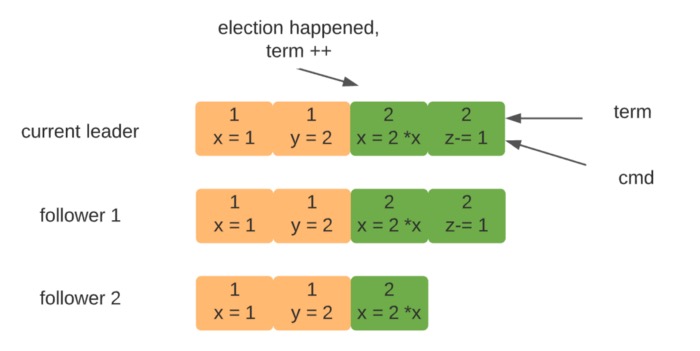 election happened,
term ++
current leader
1 1 2 2
x = 1 y = 2 x = 2 *x z-= 1
term
cmd
follower 1
1 1 2 2
x = 1 y = 2 x = 2 *x z-= 1
follower 2
1 1 2
x = 1 y = 2 x = 2 *x